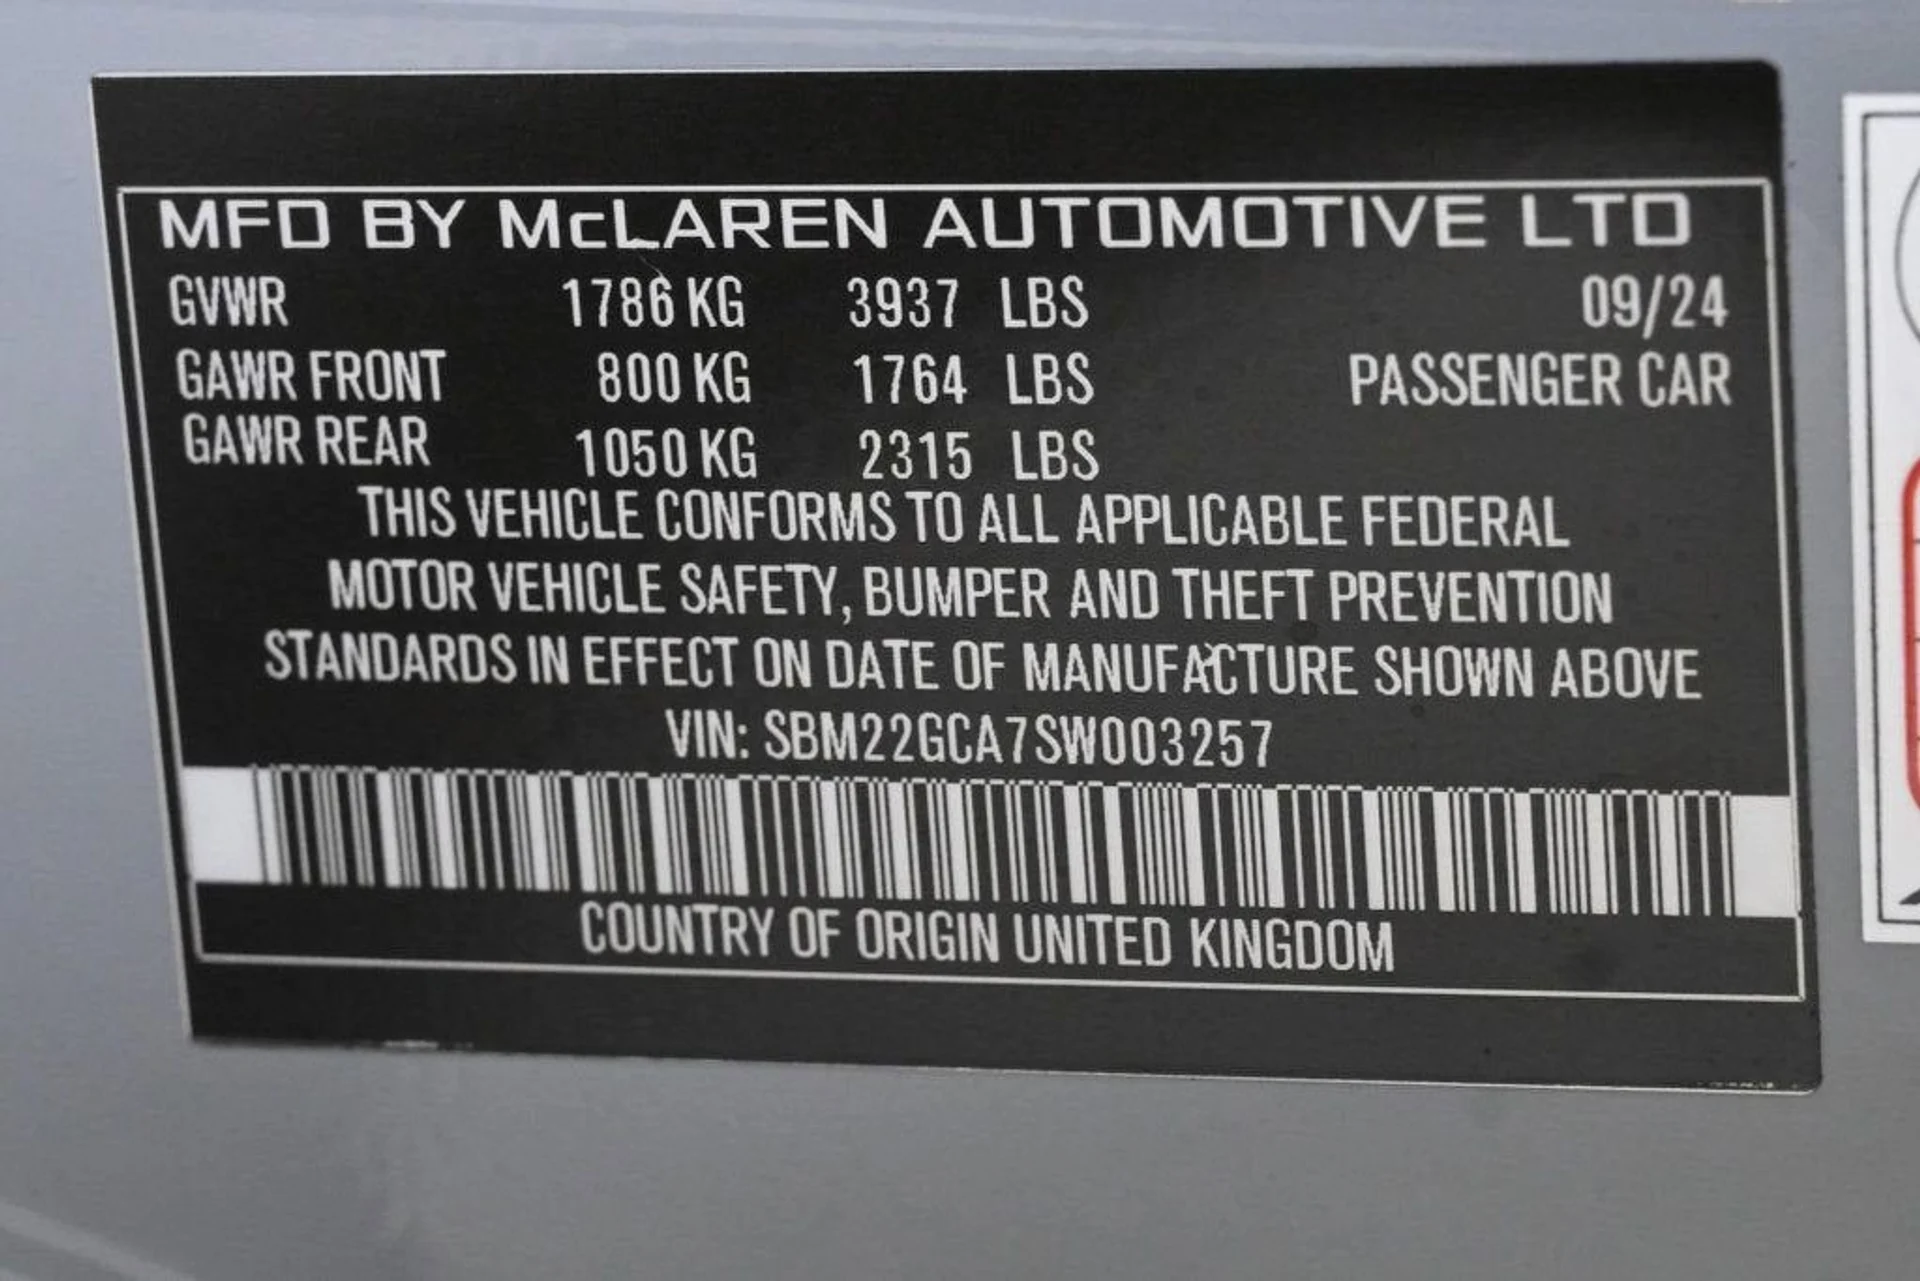 MFD BY McLAREN AUTOMOTIVE LTD
GVWR 1786 KG 3937 LBS 09/24
GAWR FRONT 800 KG 1764 LBS PASSENGER CAR
GAWR REAR 1050 KG 2315 LBS
THIS VEHICLE CONFORMS TO ALL APPLICABLE FEDERAL
MOTOR VEHICLE SAFETY, BUMPER AND THEFT PREVENTION
STANDARDS IN EFFECT ON DATE OF MANUFACTURE SHOWN ABOVE
VIN: SBM22GCA7SW003257
COUNTRY OF ORIGIN UNITED KINGDOM